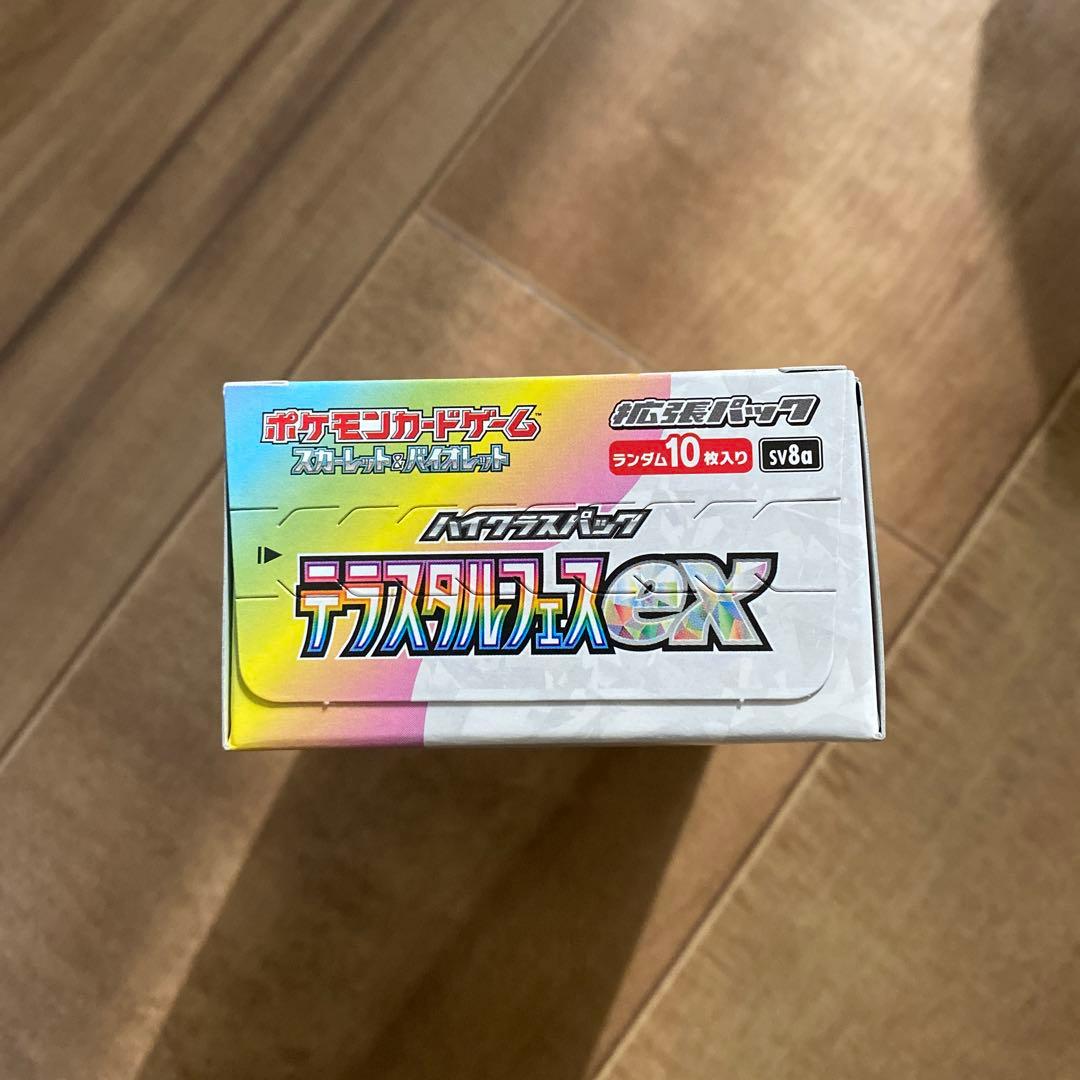 ポケモンカードゲーム™
スカーレット&バイオレット
拡張パック
ランダム10枚入り SV8a
ハイクラスパック
テラスタルフェスex